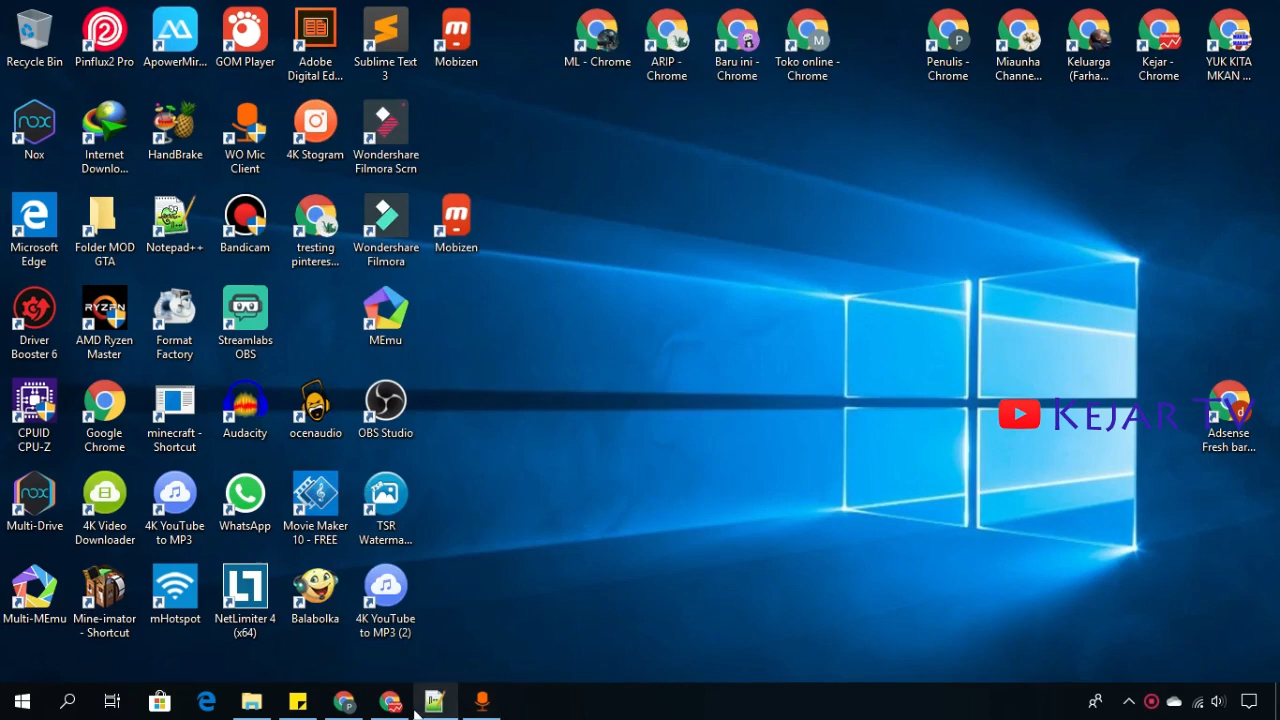 Recycle Bin
Pinflux2 Pro
ApowerMir...
GOM Player
Adobe
Digital Ed...
Sublime Text
3
Mobizen
ML - Chrome
ARIP -
Chrome
Baru ini -
Chrome
Toko online -
Chrome
Penulis -
Chrome
Miaunha
Channe...
Keluarga
(Farha...
Kejar -
Chrome
YUK KITA
MKAN ...
Nox
Internet
Downlo...
HandBrake
WO Mic
Client
4K Stogram
Wondershare
Filmora Scrn
Microsoft
Edge
Folder MOD
GTA
Notepad++
Bandicam
tresting
pinteres...
Wondershare
Filmora
Mobizen
Driver
Booster 6
AMD Ryzen
Master
Format
Factory
Streamlabs
OBS
MEmu
CPUID
CPU-Z
Google
Chrome
minecraft -
Shortcut
Audacity
ocenaudio
OBS Studio
KEJAR TV
Adsense
Fresh bar...
Multi-Drive
4K Video
Downloader
4K YouTube
to MP3
WhatsApp
Movie Maker
10 - FREE
TSR
Waterma...
Multi-MEmu
Mine-imator
- Shortcut
mHotspot
NetLimiter 4
(x64)
Balabolka
4K YouTube
to MP3 (2)